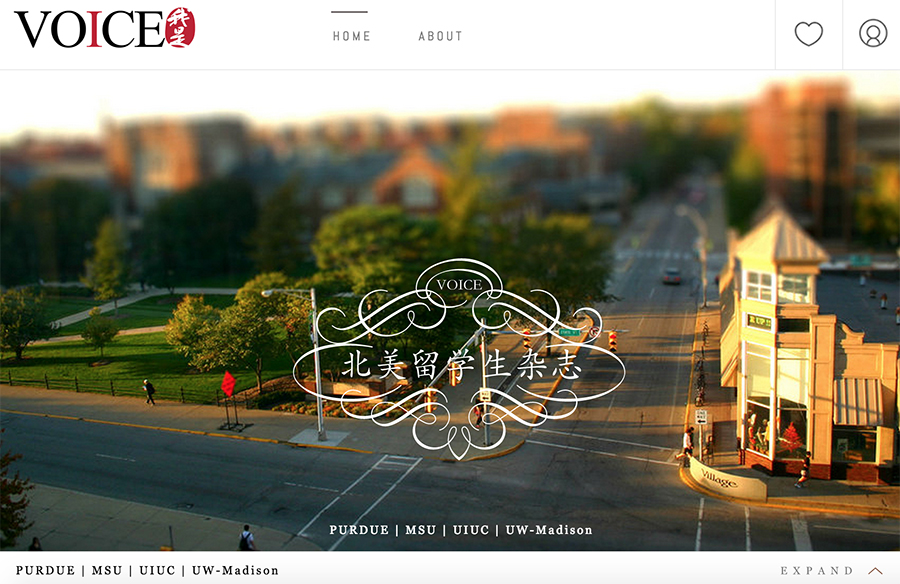 VOICE 我是
HOME ABOUT
VOICE
北美留学生杂志
Village
PURDUE | MSU | UIUC | UW-Madison
PURDUE | MSU | UIUC | UW-Madison
EXPAND